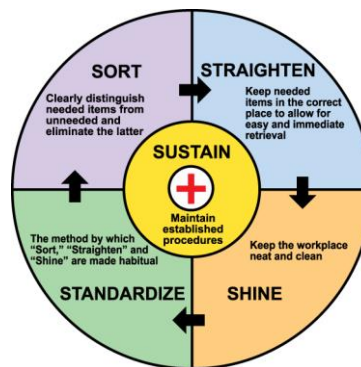 SORT
Clearly distinguish
needed items from
unneeded and
eliminate the latter
STRAIGHTEN
Keep needed
items in the correct
place to allow for
easy and immediate
retrieval
SUSTAIN
Maintain
established
procedures
The method by which
“Sort,” “Straighten” and
“Shine” are made habitual
STANDARDIZE
Keep the workplace
neat and clean
SHINE